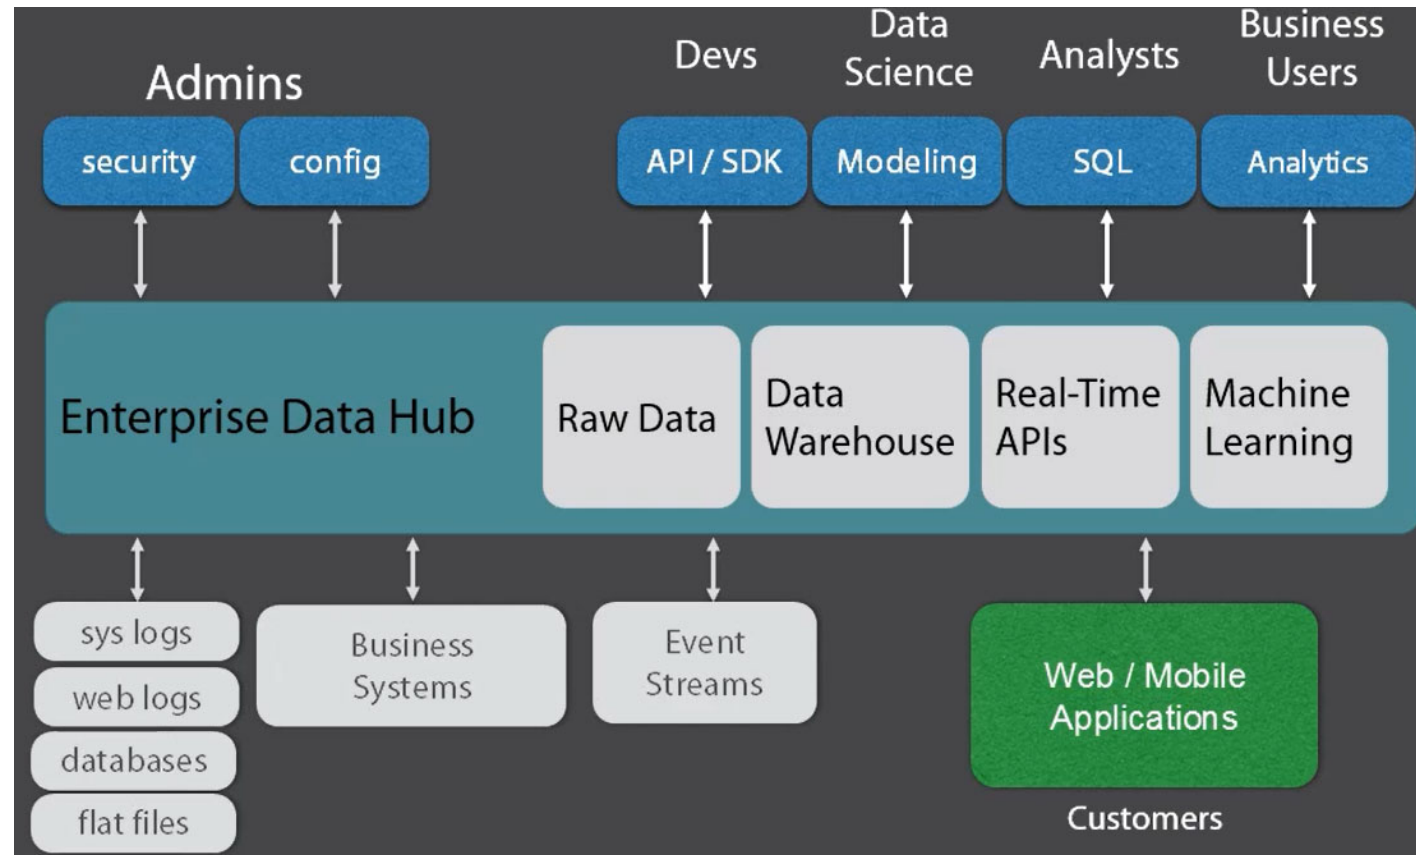 Admins
Devs
Data
Science
Analysts
Business
Users
security
config
API / SDK
Modeling
SQL
Analytics
Enterprise Data Hub
Raw Data
Data
Warehouse
Real-Time
APIs
Machine
Learning
sys logs
web logs
databases
flat files
Business
Systems
Event
Streams
Web / Mobile
Applications
Customers